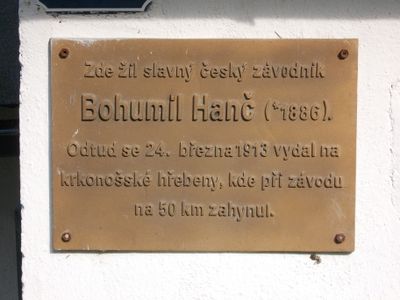 Zde žil slavný český závodník
Bohumil Hanč (*1886).
Odtud se 24. března 1913 vydal na
krkonošské hřebeny, kde při závodu
na 50 km zahynul.